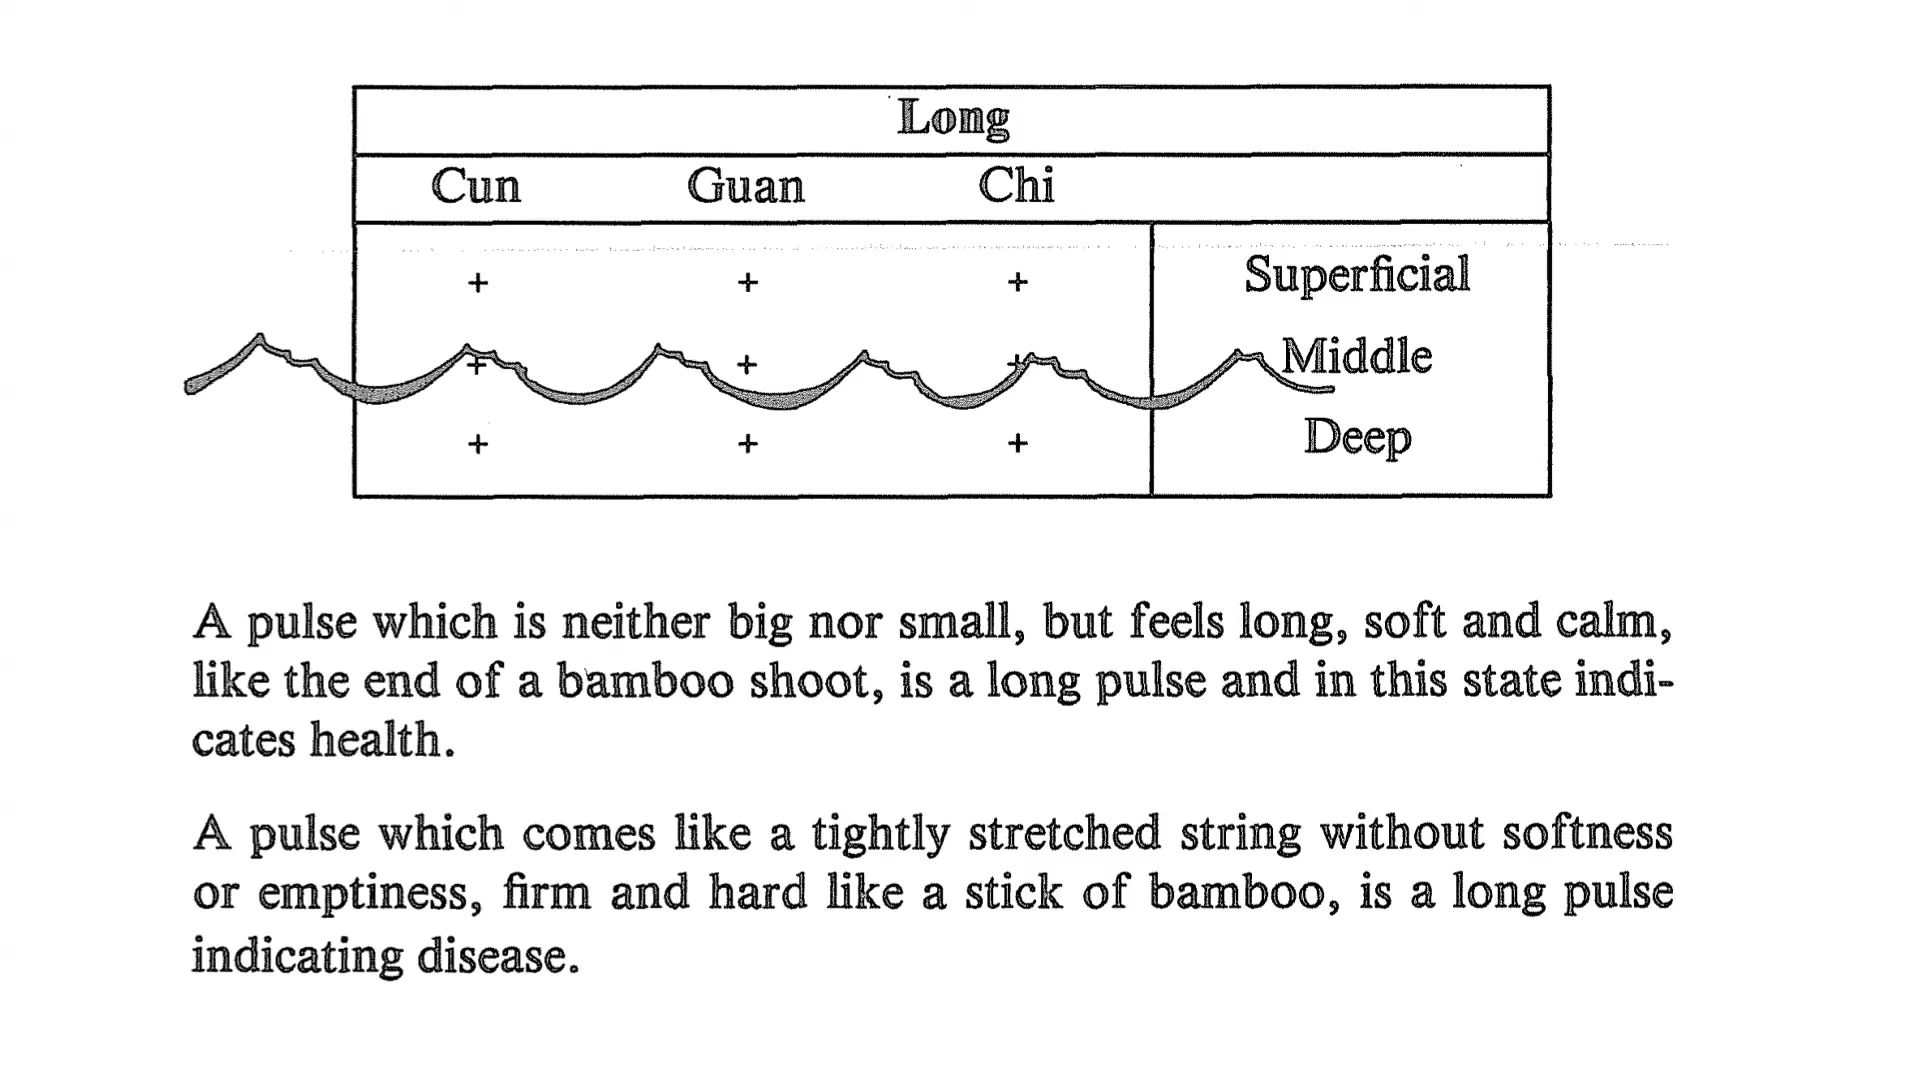 Long
Cun Guan Chi
+ + + Superficial
+ + + Middle
+ + + Deep
A pulse which is neither big nor small, but feels long, soft and calm,
like the end of a bamboo shoot, is a long pulse and in this state indi-
cates health.
A pulse which comes like a tightly stretched string without softness
or emptiness, firm and hard like a stick of bamboo, is a long pulse
indicating disease.